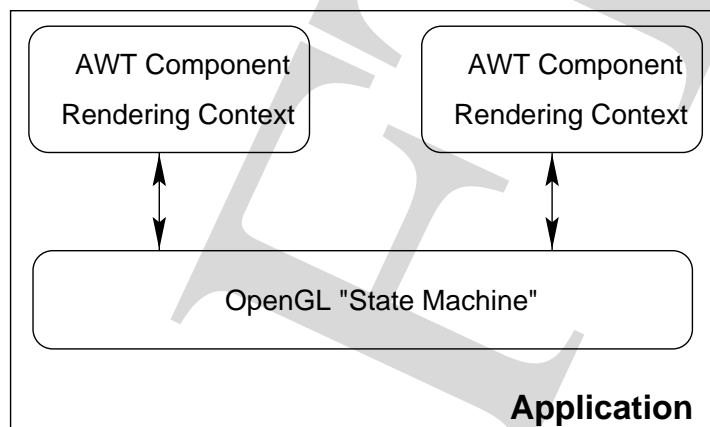 AWT Component
Rendering Context
AWT Component
Rendering Context
OpenGL "State Machine"
Application